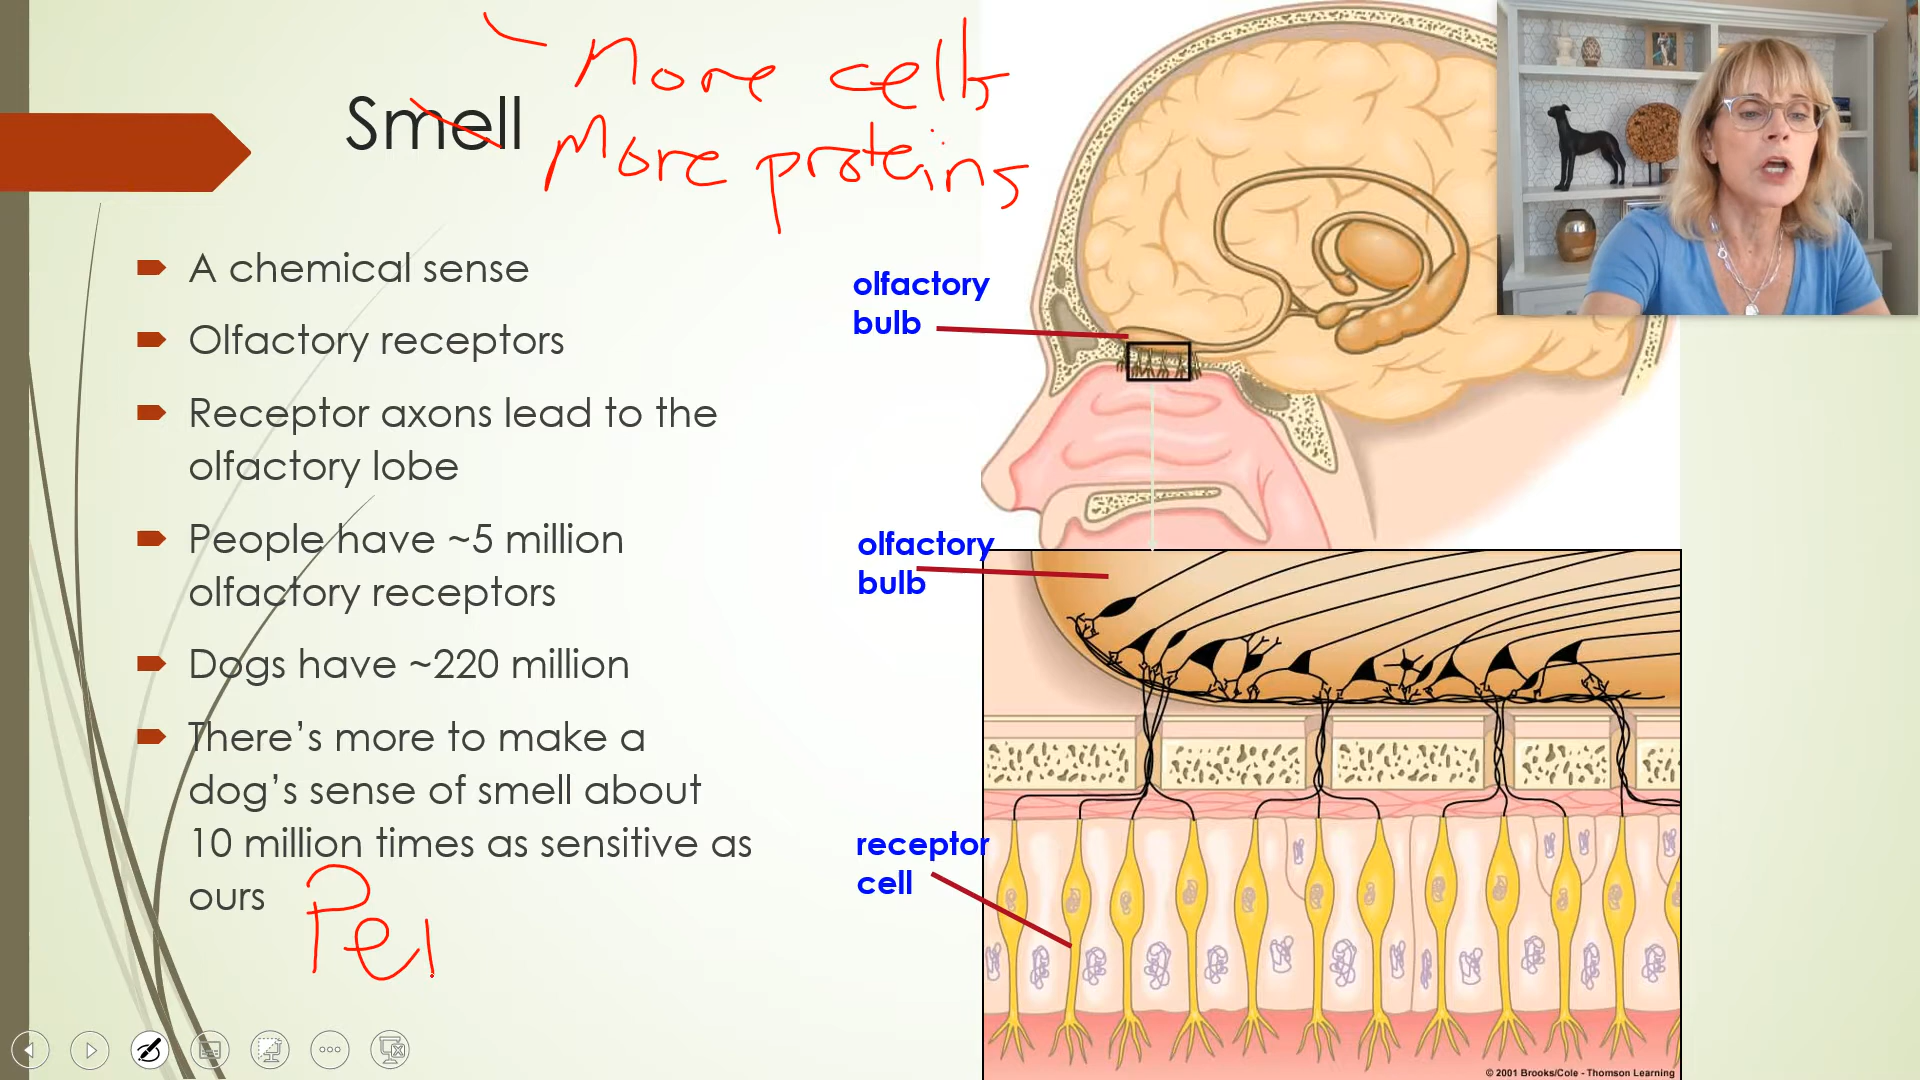 More cells
Smell
More proteins
A chemical sense
Olfactory receptors
Receptor axons lead to the
olfactory lobe
People have ~5 million
olfactory receptors
Dogs have ~220 million
There's more to make a
dog's sense of smell about
10 million times as sensitive as
ours
Per
olfactory
bulb
olfactory
bulb
receptor
cell
© 2001 Brooks/Cole - Thomson Learning